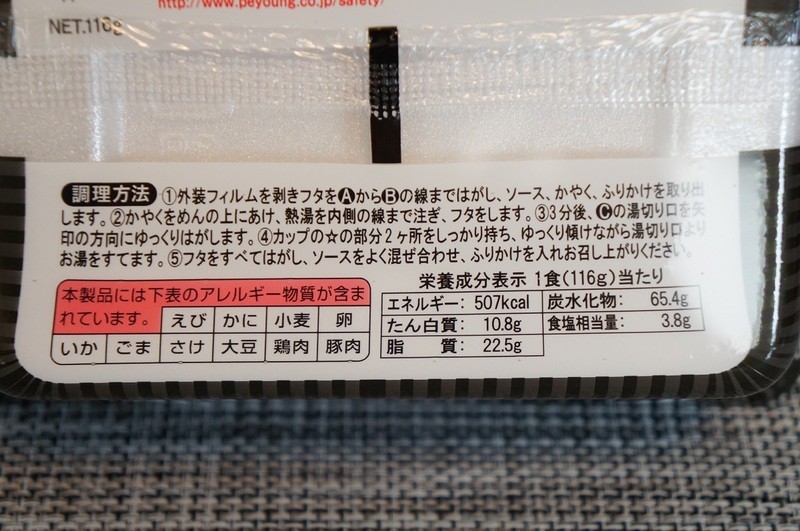 http://www.peyoung.co.jp/safety/
NET.116g
調理方法 ①外装フィルムを剥きフタをⒶからⒷの線まではがし、ソース、かやく、ふりかけを取り出
します。②かやくをめんの上にあけ、熱湯を内側の線まで注ぎ、フタをします。③3分後、Ⓒの湯切り口を矢
印の方向にゆっくりはがします。④カップの☆の部分2ヶ所をしっかり持ち、ゆっくり傾けながら湯切り口より
お湯をすてます。⑤フタをすべてはがし、ソースをよく混ぜ合わせ、ふりかけを入れお召し上がりください。
本製品には下表のアレルギー物質が含ま
れています。 えび かに 小麦 卵
いか ごま さけ 大豆 鶏肉 豚肉
栄養成分表示 1食(116g)当たり
エネルギー: 507kcal 炭水化物: 65.4g
たん白質: 10.8g 食塩相当量: 3.8g
脂 質: 22.5g